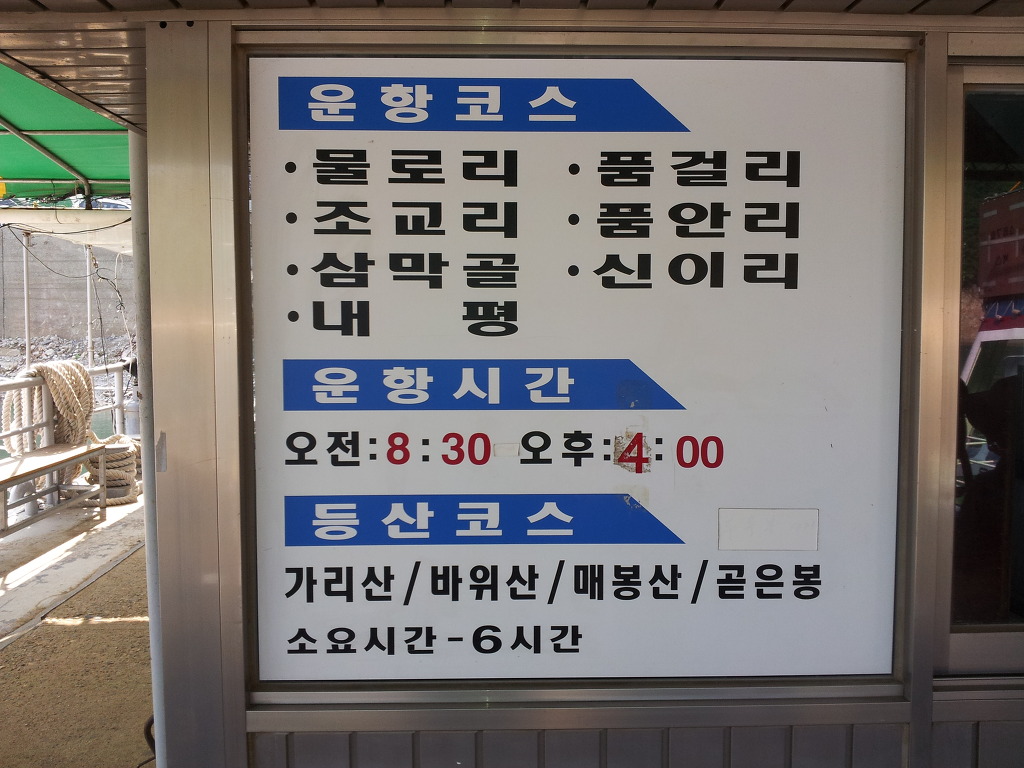 운항코스
·물로리 ·품걸리
·조교리 ·품안리
·삼막골 ·신이리
·내 평
운항시간
오전:8:30 오후:4:00
등산코스
가리산/바위산/매봉산/곧은봉
소요시간-6시간